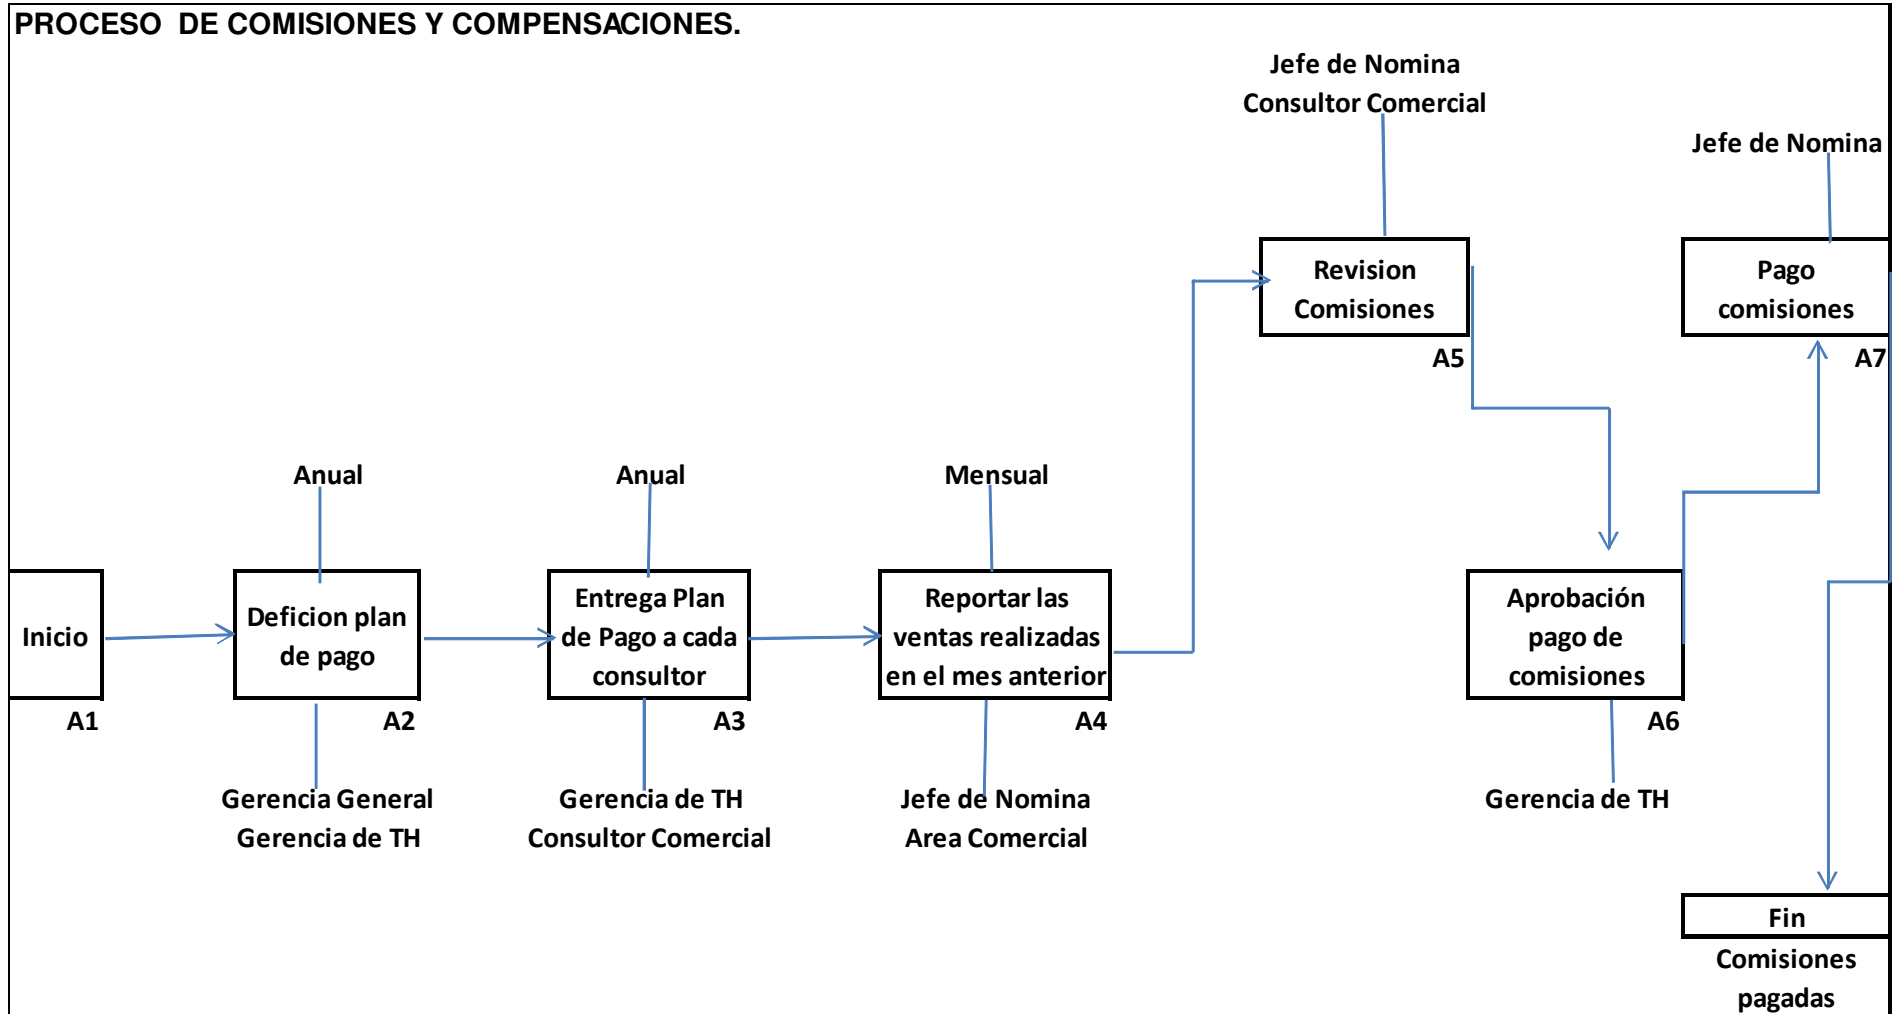 PROCESO  DE COMISIONES Y COMPENSACIONES.
Jefe de Nomina
Consultor Comercial
Jefe de Nomina
Revision
Comisiones
A5
Pago
comisiones
A7
Anual
Anual
Mensual
Inicio
A1
Deficion plan
de pago
A2
Entrega Plan
de Pago a cada
consultor
A3
Reportar las
ventas realizadas
en el mes anterior
A4
Aprobación
pago de
comisiones
A6
Gerencia General
Gerencia de TH
Gerencia de TH
Consultor Comercial
Jefe de Nomina
Area Comercial
Gerencia de TH
Fin
Comisiones
pagadas